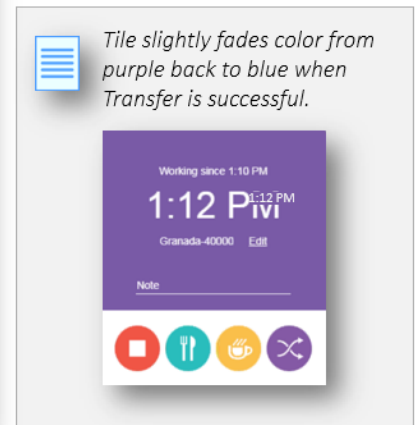 Tile slightly fades color from
purple back to blue when
Transfer is successful.
Working since 1:10 PM
1:12 PM
1:12 PM
Granada-40000 Edit
Note